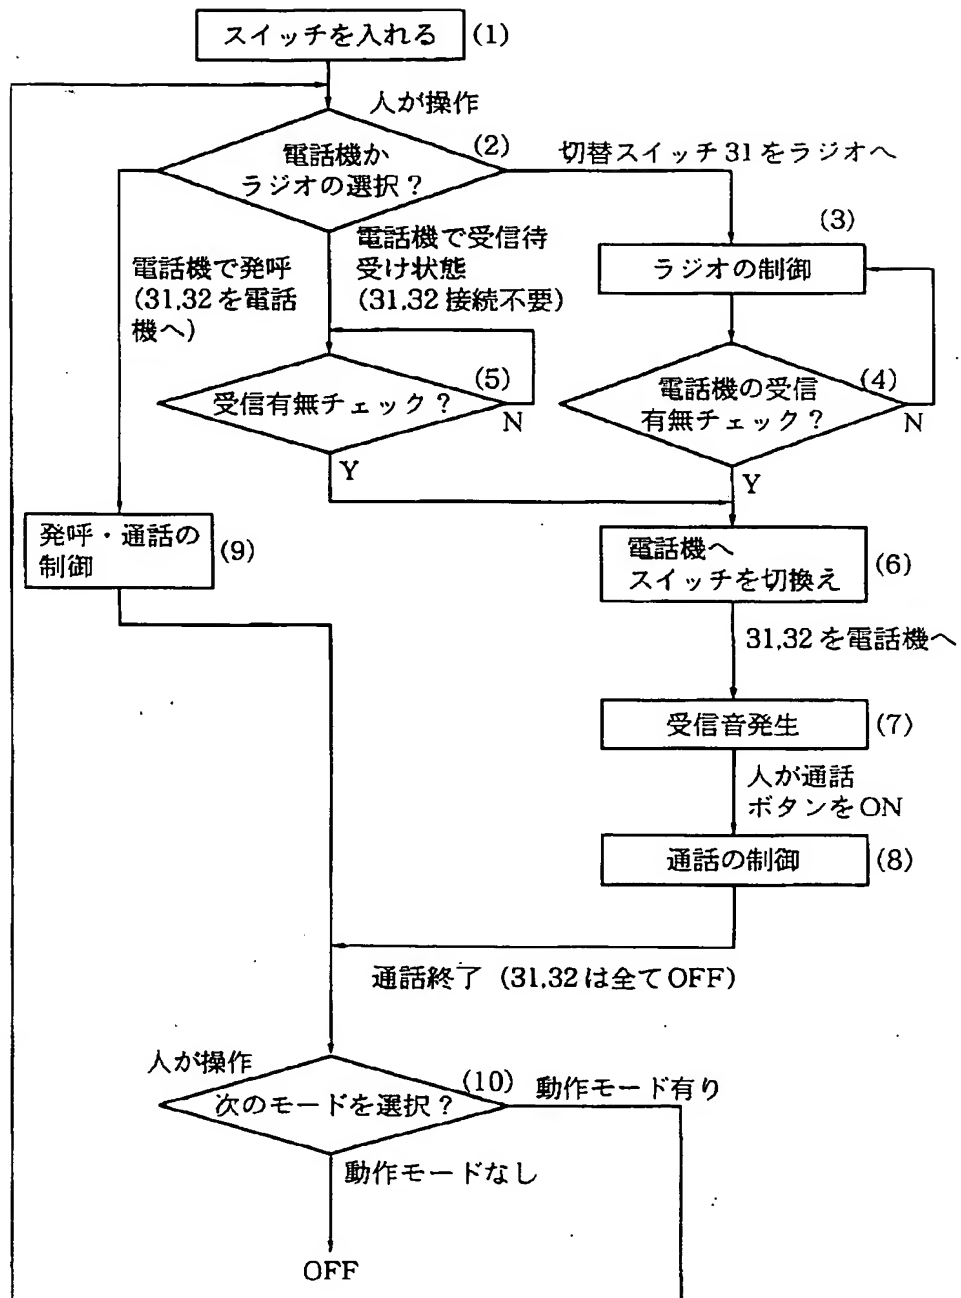 スイッチを入れる (1)
人が操作
電話機か
ラジオの選択？ (2)
切替スイッチ31をラジオへ
(3)
ラジオの制御
電話機で受信待
受け状態
(31,32接続不要)
電話機で発呼
(31,32を電話
機へ)
受信有無チェック？ (5)
N
Y
電話機の受信 (4)
有無チェック？
N
Y
発呼・通話の
制御
(9)
電話機へ
スイッチを切換え
(6)
31,32を電話機へ
受信音発生 (7)
人が通話
ボタンをON
通話の制御 (8)
通話終了 (31,32は全てOFF)
人が操作
次のモードを選択？ (10)
動作モード有り
動作モードなし
OFF